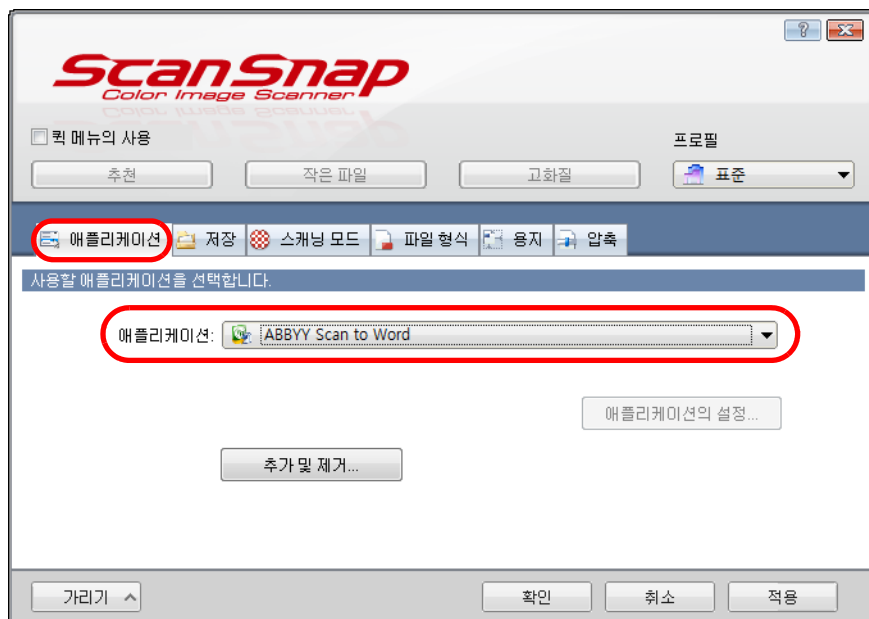 ScanSnap
Color Image Scanner
퀵 메뉴의 사용
프로필
추천 작은 파일 고화질 표준
애플리케이션 저장 스캐닝 모드 파일 형식 용지 압축
사용할 애플리케이션을 선택합니다.
애플리케이션: ABBYY Scan to Word
애플리케이션의 설정...
추가 및 제거...
가리기 확인 취소 적용